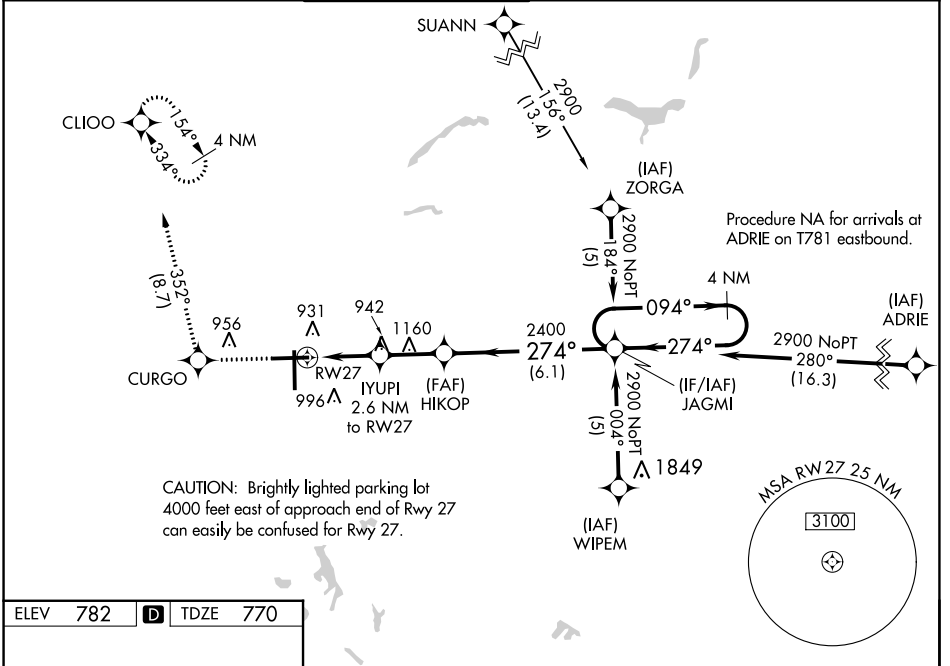 SUANN
2900
156°
(13.4)
CLIOO
154°
334°
4 NM
(IAF)
ZORGA
2900 NoPT
184°
(5)
Procedure NA for arrivals at
ADRIE on T781 eastbound.
4 NM
094°
(IAF)
ADRIE
352°
(8.7)
956
931
942
1160
2400
274°
(6.1)
274°
2900 NoPT
280°
(16.3)
CURGO
RW27
996
IYUPI
2.6 NM
to RW27
(FAF)
HIKOP
(IF/IAF)
JAGMI
2900 NoPT
004°
(5)
1849
(IAF)
WIPEM
CAUTION: Brightly lighted parking lot
4000 feet east of approach end of Rwy 27
can easily be confused for Rwy 27.
MSA RW27 25 NM
3100
ELEV 782 D TDZE 770